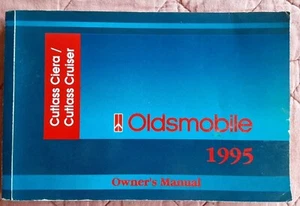 Cutlass Ciera /
Cutlass Cruiser
Oldsmobile
1995
Owner's Manual